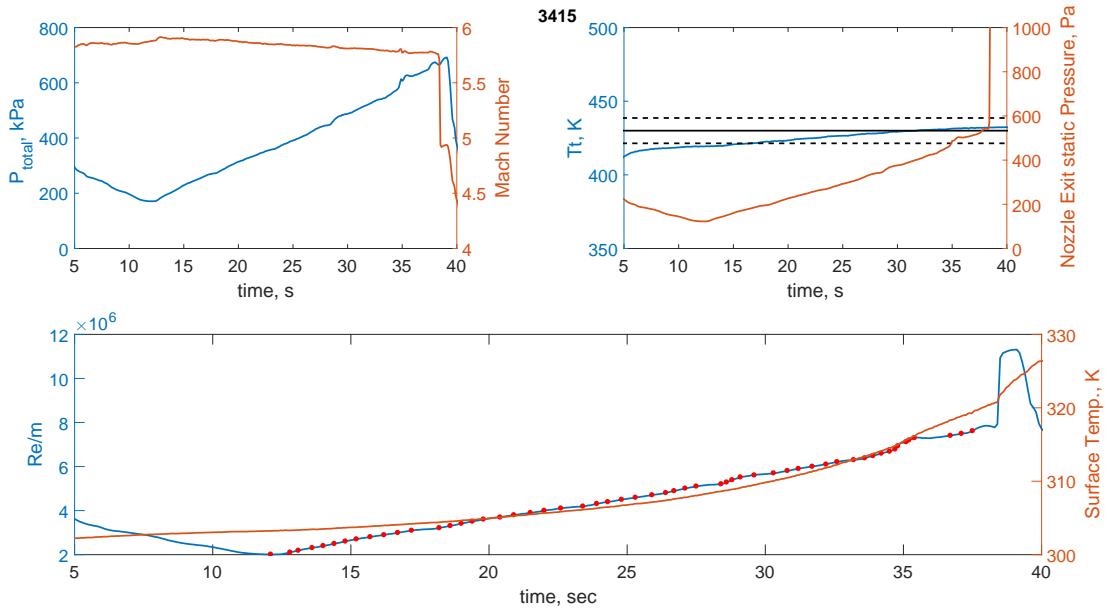 3415
800
600
400
200
0
P_total, kPa
6
5.5
5
4.5
4
Mach Number
5 10 15 20 25 30 35 40
time, s
500
450
400
350
Tt, K
1000
800
600
400
200
0
Nozzle Exit static Pressure, Pa
5 10 15 20 25 30 35 40
time, s
×10^6
12
10
8
6
4
2
Re/m
330
320
310
300
Surface Temp., K
5 10 15 20 25 30 35 40
time, sec